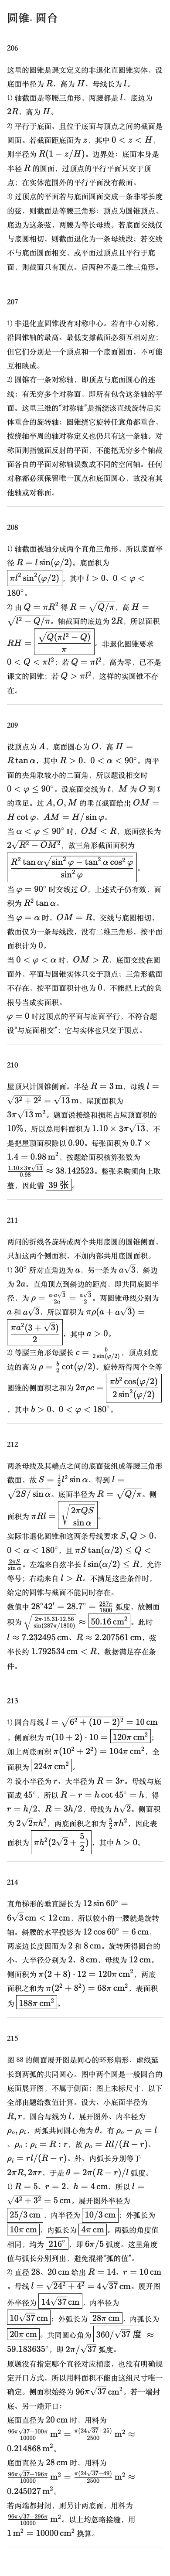 圆锥. 圆台
206
这里的圆锥是课文定义的非退化直圆锥实体，设
底面半径为 R、高为 H、母线长为 l。
1) 轴截面是等腰三角形，两腰都是 l，底边为
2R，高为 H。
2) 平行于底面、且位于底面与顶点之间的截面是
圆面。若截面距底面为 z，其中 0 < z < H，
则半径为 R(1 − z/H)。边界处：底面本身是
半径 R 的圆面，过顶点的平行平面只交于顶
点；在实体范围外的平行平面没有截面。
3) 过顶点的平面若与底面圆面交成一条非零长度
的弦，则截面是等腰三角形：顶点为圆锥顶点，
底边为这条弦，两腰为等长母线。若底面交线仅
与底圆相切，则截面退化为一条母线段；若交线
不与底面圆面相交，或平面过顶点且平行于底
面，则截面只有顶点。后两种不是二维三角形。
207
1) 非退化直圆锥没有对称中心。若有中心对称，
沿圆锥轴的最高、最低支撑截面必须互相对应；
但它们分别是一个顶点和一个底面圆面，不可能
互相映成。
2) 圆锥有一条对称轴，即顶点与底面圆心的连
线；有无穷多个对称面，即所有包含这条轴的平
面。这里三维的“对称轴”是指绕该直线旋转后实
体重合的旋转轴：圆锥绕它旋转任意角都重合，
按绕轴半周的轴对称定义也仍只有这一条轴。对
称面则指镜面反射的平面，不能把无穷多个轴截
面各自的平面对称轴误数成不同的空间轴。任何
对称都必须保留唯一顶点和底面圆心，故没有其
他轴或对称面。
208
1) 轴截面被轴分成两个直角三角形，所以底面半
径 R = l sin(φ/2)。底面积为
πl² sin²(φ/2)，其中 l > 0、0 < φ <
180°。
2) 由 Q = πR² 得 R = √(Q/π)，高 H =
√(l² − Q/π)。轴截面的底边为 2R，所以面积
RH = √(Q(πl² − Q))/π。非退化圆锥要求
0 < Q < πl²；若 Q = πl²，高为零，已不是
课文的圆锥；若 Q > πl²，这样的实圆锥不存
在。
209
设顶点为 A，底面圆心为 O，高 H =
R tan α，其中 R > 0、0 < α < 90°。两平
面的夹角取较小的二面角，所以题设相交时
0 < φ ≤ 90°。设底面交线为 t，M 为 O 到 t
的垂足。过 A, O, M 的垂直截面给出 OM =
H cot φ、AM = H/ sin φ。
当 α < φ ≤ 90° 时，OM < R，底面弦长为
2√(R² − OM²)，故三角形截面面积为
R² tan α√(sin² φ − tan² α cos² φ)/sin² φ。
当 φ = 90° 时交线过 O，上述式子仍有效，面
积为 R² tan α。
当 φ = α 时，OM = R，交线与底圆相切，
截面仅为一条母线段，没有二维三角形，按平面
面积计为 0。
当 0 < φ < α 时，OM > R，底面交线在圆
面外，平面与圆锥实体只交于顶点；三角形截面
不存在，按平面面积计也为 0，不能把上式的负
根号当成实面积。
φ = 0 时过顶点的平面与底面平行，不符合题
设“与底面相交”；它与实体也只交于顶点。
210
屋顶只计圆锥侧面。半径 R = 3 m，母线 l =
√(3² + 2²) = √13 m，屋顶面积为
3π√13 m²。题面说接缝和损耗占屋顶面积的
10%，所以总用料面积为 1.10 × 3π√13，不
是把屋顶面积除以 0.90。每张面积为 0.7 ×
1.4 = 0.98 m²，按题给面积核算张数为
1.10×3π√13/0.98 ≈ 38.142523。整张采购须向上取
整，因此需 39 张。
211
两问的折线各旋转成两个共用底圆的圆锥侧面，
只加这两个侧面积，不加内部共用底面圆面。
1) 30° 所对直角边为 a，另一条为 a√3，斜边
为 2a。直角顶点到斜边的距离，即共同底圆半
径，为 ρ = a·a√3/2a = a√3/2。两圆锥母线分别为
a 和 a√3，所以面积为 πρ(a + a√3) =
πa²(3 + √3)/2，其中 a > 0。
2) 等腰三角形母腰长 c = b/2 sin(φ/2)，顶点到底
边的高为 ρ = b/2 cot(φ/2)。旋转所得两个全等
圆锥的侧面积之和为 2πρc = πb² cos(φ/2)/2 sin²(φ/2)
，其中 b > 0、0 < φ < 180°。
212
两条母线及其端点之间的底面弦组成等腰三角形
截面，故 S = ½l² sin α，得到 l =
√(2S/ sin α)。底面半径为 R = √(Q/π)。侧
面积为 πRl = √(2πQS/sin α)。
实际非退化圆锥和这两条母线要求 S, Q > 0、
0 < α < 180°，且 πS tan(α/2) ≤ Q <
2πS/sin α。左端来自弦半长 l sin(α/2) ≤ R，允许
等号；右端来自 l > R。不满足这些条件时，
给定的圆锥与截面不能同时存在。
数值中 28°42′ = 28.7° = 287π/1800 弧度，故侧面
积为 √(2π·15.31·12.56/sin(287π/1800)) ≈ 50.16 cm²。此时
l ≈ 7.232495 cm、R ≈ 2.207561 cm，弦
半长约 1.792534 cm < R，数据满足存在条
件。
213
1) 圆台母线 l = √(6² + (10 − 2)²) = 10 cm
。侧面积为 π(10 + 2) · 10 = 120π cm²；
加上两底面积 π(10² + 2²) = 104π cm²，全
面积为 224π cm²。
2) 设小半径为 r、大半径为 R = 3r。母线与底
面成 45°，所以 R − r = h cot 45° = h，得
r = h/2、R = 3h/2，母线为 h√2。侧面积
为 2√2πh²，两底面积之和为 5/2πh²，因此表
面积为 πh²(2√2 + 5/2)，其中 h > 0。
214
直角梯形的垂直腰长为 12 sin 60° =
6√3 cm < 12 cm，所以较小的一腰就是旋转
轴。斜腰的水平投影为 12 cos 60° = 6 cm，
两底边长度因而为 2 和 8 cm。旋转所得圆台的
小、大半径分别为 2、8 cm，母线为 12 cm。
侧面积为 π(2 + 8) · 12 = 120π cm²，两底
面积之和为 π(2² + 8²) = 68π cm²，表面积
为 188π cm²。
215
图 88 的侧面展开图是同心的环形扇形，虚线延
长到两弧的共同圆心。图中两个圆是一般圆台的
底面展开图，不属于侧面；图上未标尺寸，以下
全部由题给数值计算。设大、小底面半径为
R, r，圆台母线为 l，展开图外、内半径为
ρₒ, ρᵢ，两弧共同圆心角为 θ，有 ρₒ − ρᵢ = l
、ρₒ : ρᵢ = R : r，故 ρₒ = Rl/(R − r)、
ρᵢ = rl/(R − r)。外、内弧长分别等于
2πR, 2πr，于是 θ = 2π(R − r)/l 弧度。
1) R = 5、r = 2、h = 4 cm，所以 l =
√(4² + 3²) = 5 cm。展开图外半径为
25/3 cm，内半径为 10/3 cm；外弧长为
10π cm，内弧长为 4π cm。两弧的角度值
相同，均为 216°，即 6π/5 弧度。这里角度
值与弧长分别列出，避免混淆“弧的值”。
2) 直径 28、20 cm 给出 R = 14、r = 10 cm
，母线 l = √(24² + 4²) = 4√37 cm。展开图
外半径为 14√37 cm，内半径为
10√37 cm；外弧长为 28π cm，内弧长为
20π cm。共同圆心角为 360/√37 度 ≈
59.183635°，即 2π/√37 弧度。
原题没有指定哪个直径对应桶底，也没有明确规
定开口方式，所以用料面积不能由这组尺寸唯一
确定。侧面积始终为 96π√37 cm²。若一端封
底、另一端开口：
底面直径为 20 cm 时，用料为
96π√37+100π/10000 m² = π(24√37+25)/2500 m² ≈
0.214868 m²。
底面直径为 28 cm 时，用料为
96π√37+196π/10000 m² = π(24√37+49)/2500 m² ≈
0.245027 m²。
若两端都封闭，则另计两底面，用料为
96π√37+296π/10000 m²。以上均忽略接缝，用
1 m² = 10000 cm² 换算。